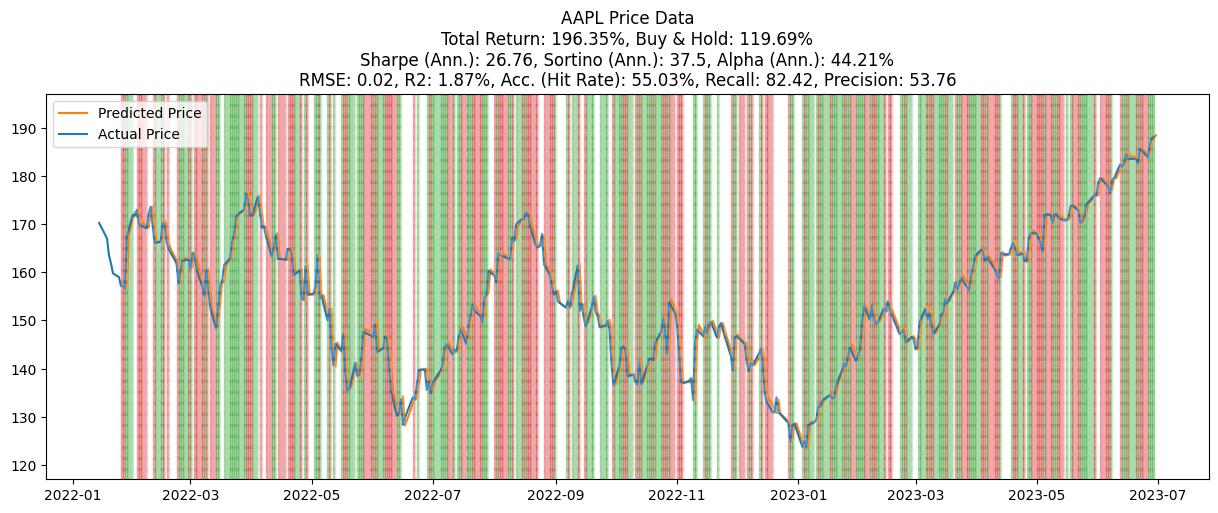 AAPL Price Data
Total Return: 196.35%, Buy & Hold: 119.69%
Sharpe (Ann.): 26.76, Sortino (Ann.): 37.5, Alpha (Ann.): 44.21%
RMSE: 0.02, R2: 1.87%, Acc. (Hit Rate): 55.03%, Recall: 82.42, Precision: 53.76
Predicted Price
Actual Price
190
180
170
160
150
140
130
120
2022-01 2022-03 2022-05 2022-07 2022-09 2022-11 2023-01 2023-03 2023-05 2023-07